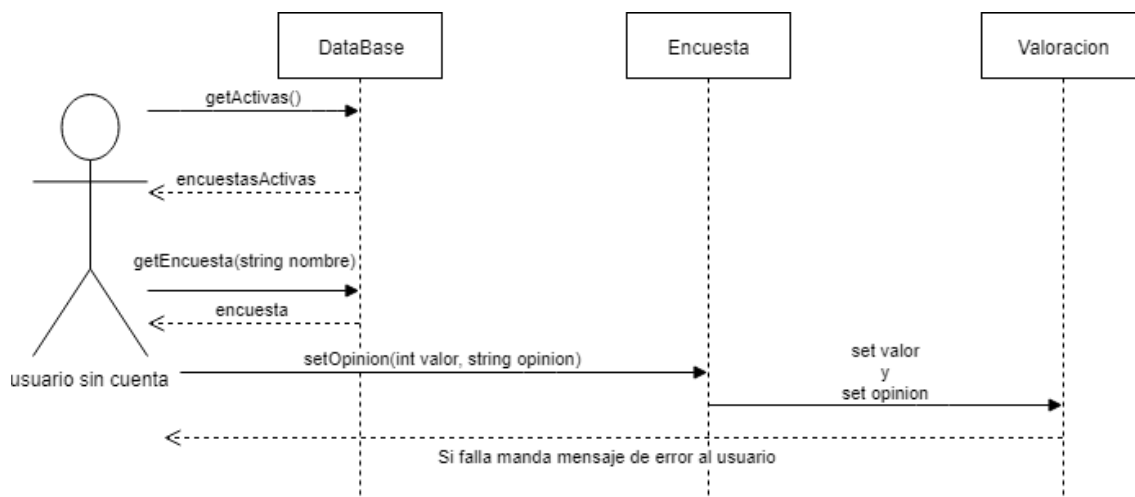 DataBase
Encuesta
Valoracion
getActivas()
encuestasActivas
getEncuesta(string nombre)
encuesta
setOpinion(int valor, string opinion)
set valor
y
set opinion
usuario sin cuenta
Si falla manda mensaje de error al usuario